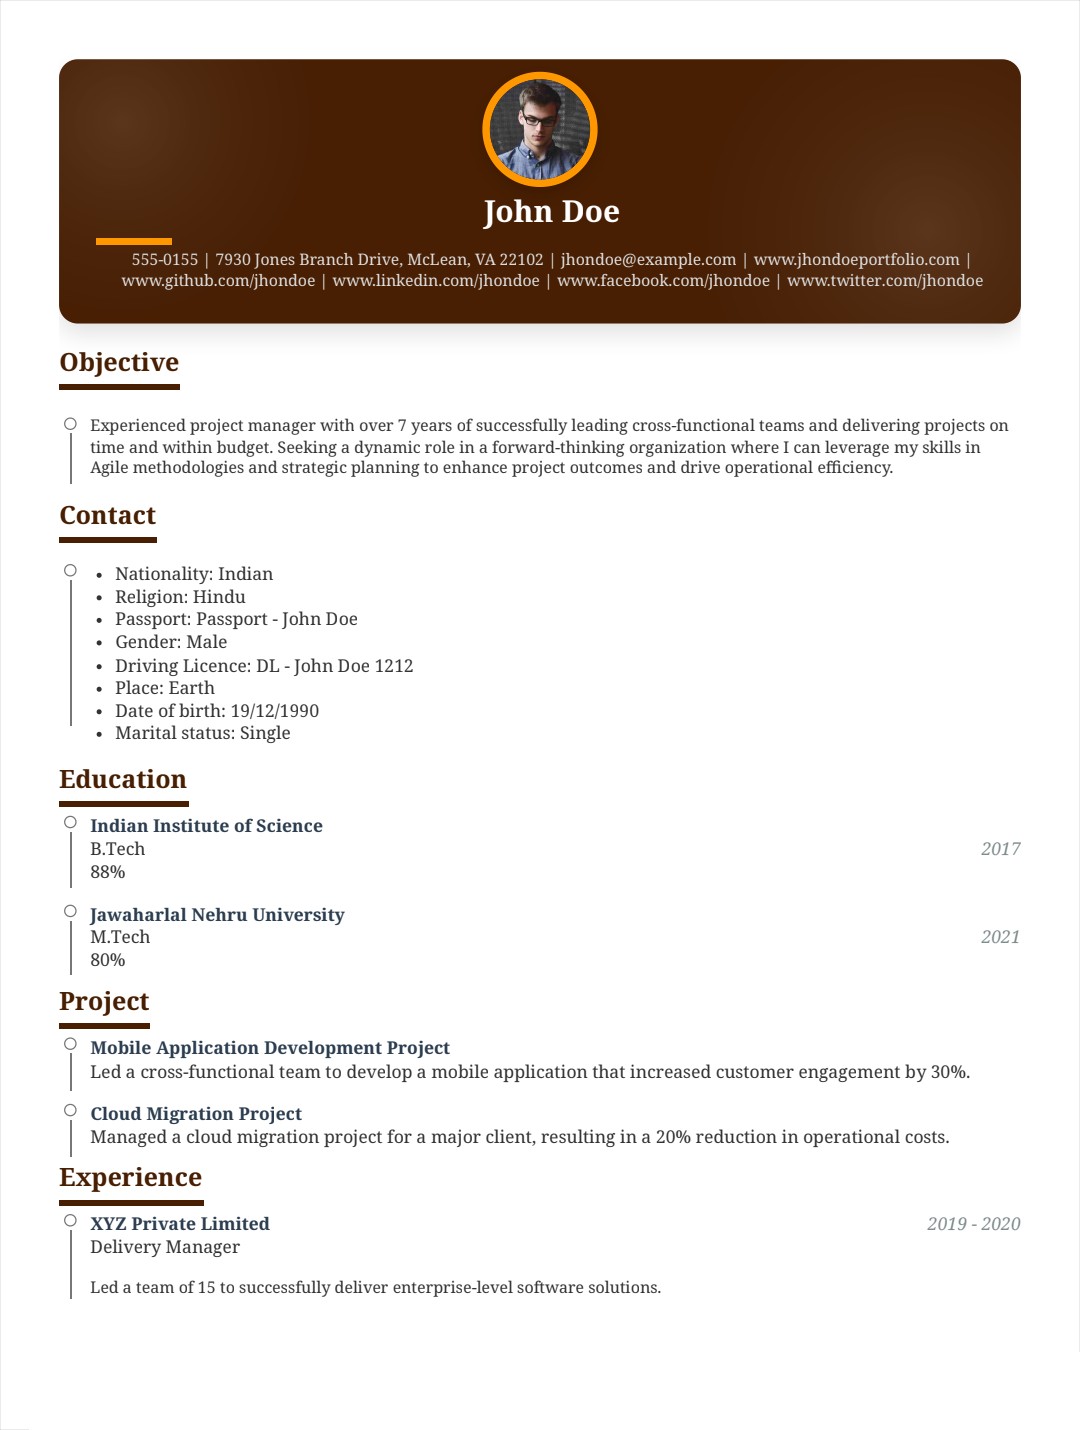 John Doe
555-0155 | 7930 Jones Branch Drive, McLean, VA 22102 | jhondoe@example.com | www.jhondoeportfolio.com |
www.github.com/jhondoe | www.linkedin.com/jhondoe | www.facebook.com/jhondoe | www.twitter.com/jhondoe
Objective
Experienced project manager with over 7 years of successfully leading cross-functional teams and delivering projects on
time and within budget. Seeking a dynamic role in a forward-thinking organization where I can leverage my skills in
Agile methodologies and strategic planning to enhance project outcomes and drive operational efficiency.
Contact
• Nationality: Indian
• Religion: Hindu
• Passport: Passport - John Doe
• Gender: Male
• Driving Licence: DL - John Doe 1212
• Place: Earth
• Date of birth: 19/12/1990
• Marital status: Single
Education
Indian Institute of Science
B.Tech 2017
88%
Jawaharlal Nehru University
M.Tech 2021
80%
Project
Mobile Application Development Project
Led a cross-functional team to develop a mobile application that increased customer engagement by 30%.
Cloud Migration Project
Managed a cloud migration project for a major client, resulting in a 20% reduction in operational costs.
Experience
XYZ Private Limited 2019 - 2020
Delivery Manager
Led a team of 15 to successfully deliver enterprise-level software solutions.